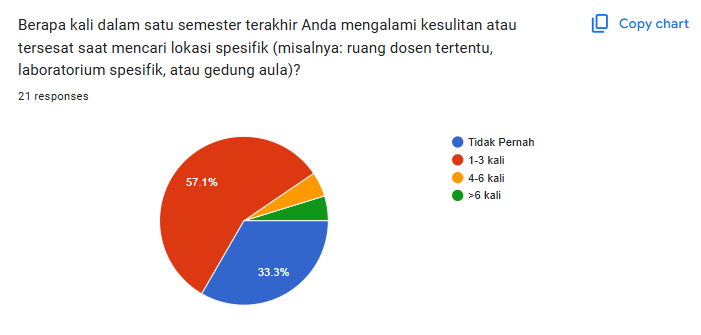 Berapa kali dalam satu semester terakhir Anda mengalami kesulitan atau
tersesat saat mencari lokasi spesifik (misalnya: ruang dosen tertentu,
laboratorium spesifik, atau gedung aula)?
Copy chart
21 responses
57.1%
33.3%
Tidak Pernah
1-3 kali
4-6 kali
>6 kali